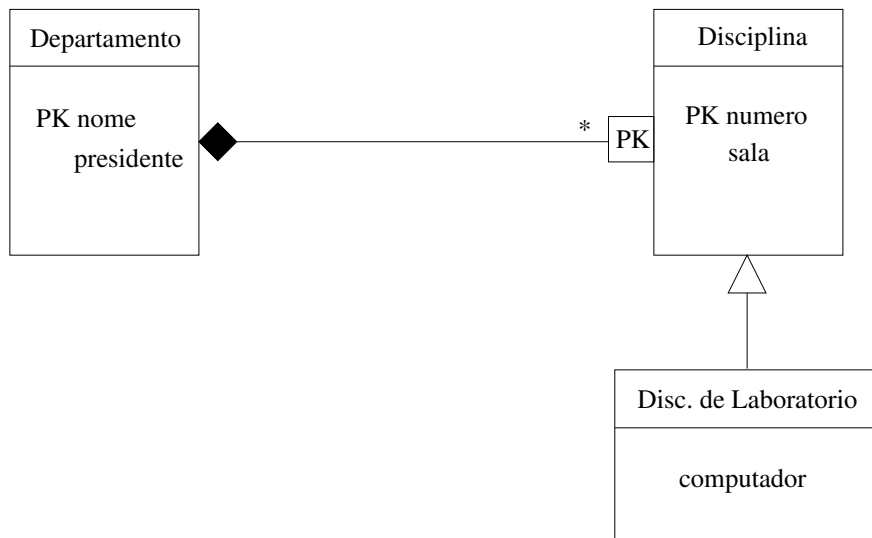 Departamento
PK nome
presidente
*
PK
Disciplina
PK numero
sala
Disc. de Laboratorio
computador